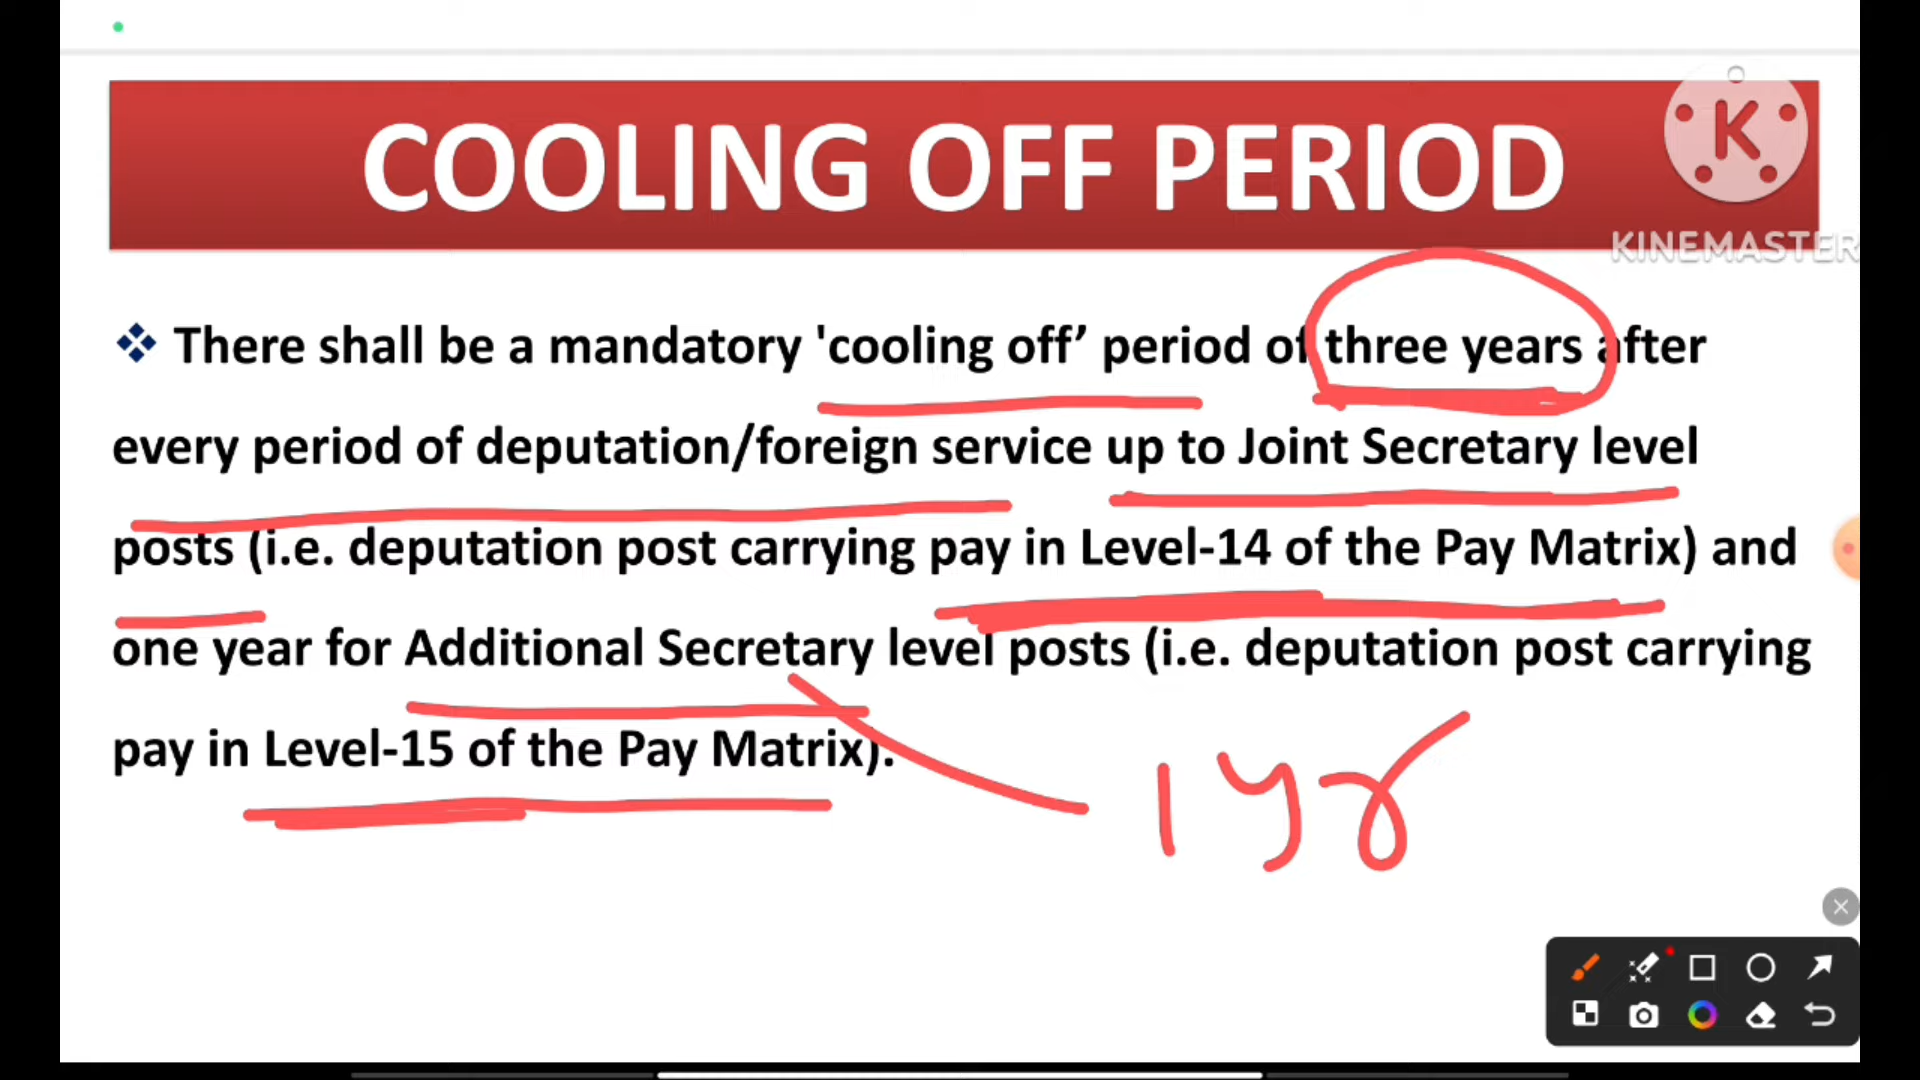 COOLING OFF PERIOD
K
KINEMASTER
There shall be a mandatory 'cooling off’ period of three years after
every period of deputation/foreign service up to Joint Secretary level
posts (i.e. deputation post carrying pay in Level-14 of the Pay Matrix) and
one year for Additional Secretary level posts (i.e. deputation post carrying
pay in Level-15 of the Pay Matrix).
1 yr